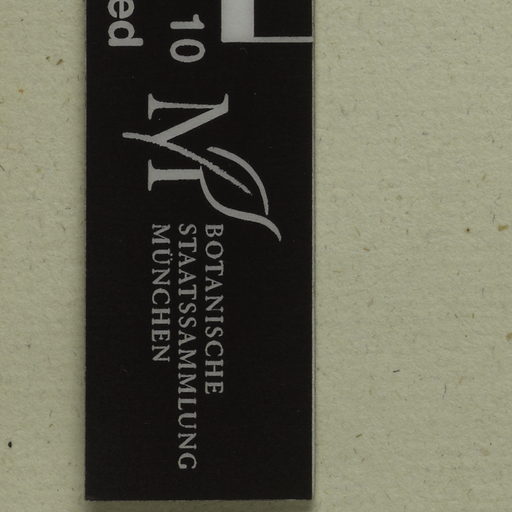 10
ed
M
BOTANISCHE
STAATSSAMMLUNG
MÜNCHEN